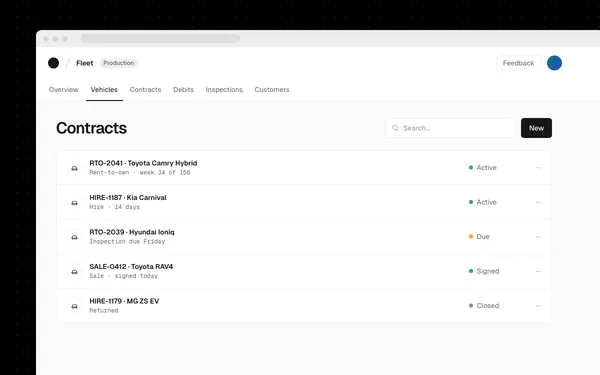 / Fleet Production Feedback
Overview Vehicles Contracts Debits Inspections Customers
Contracts Search... New
RTO-2041 · Toyota Camry Hybrid
Rent-to-own · week 34 of 156
Active ...
HIRE-1187 · Kia Carnival
Hire · 14 days
Active ...
RTO-2039 · Hyundai Ioniq
Inspection due Friday
Due ...
SALE-0412 · Toyota RAV4
Sale · signed today
Signed ...
HIRE-1179 · MG ZS EV
Returned
Closed ...